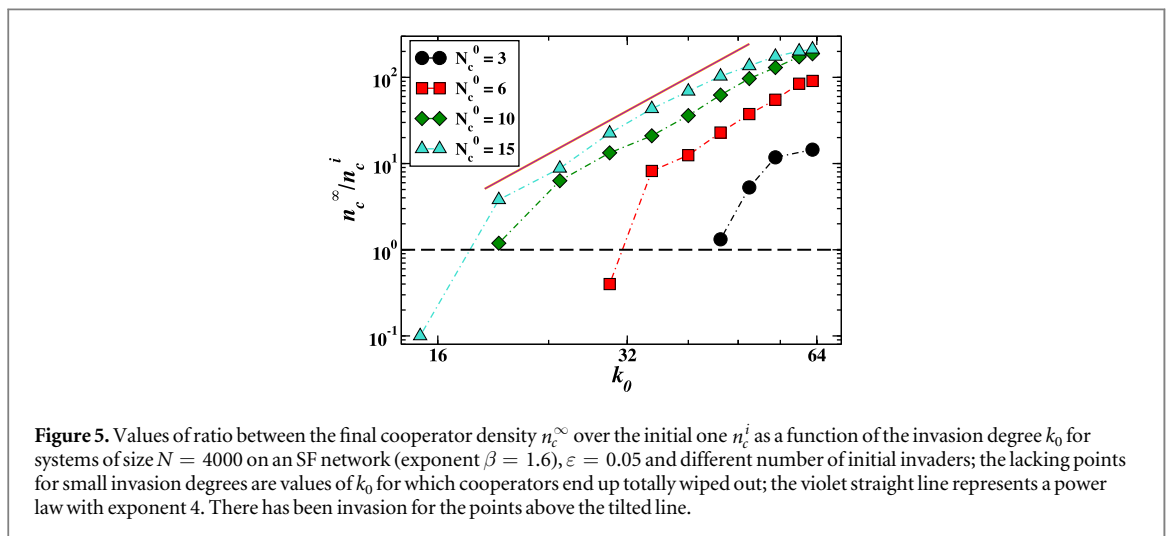 N_c^0 = 3
N_c^0 = 6
N_c^0 = 10
N_c^0 = 15
10^2
10^1
10^0
10^-1
n_c^∞/n_c^i
16 32 64
k_0
Figure 5. Values of ratio between the final cooperator density n_c^∞ over the initial one n_c^i as a function of the invasion degree k_0 for
systems of size N = 4000 on an SF network (exponent β = 1.6), ε = 0.05 and different number of initial invaders; the lacking points
for small invasion degrees are values of k_0 for which cooperators end up totally wiped out; the violet straight line represents a power
law with exponent 4. There has been invasion for the points above the tilted line.